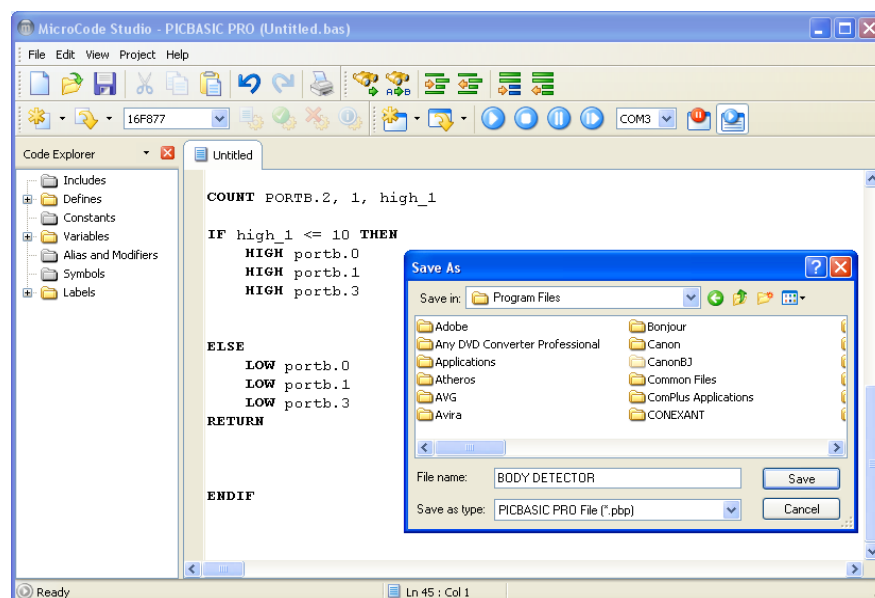 MicroCode Studio - PICBASIC PRO (Untitled.bas)
File Edit View Project Help
A→B
16F877
COM3
Code Explorer
Untitled
Includes
Defines
Constants
Variables
Alias and Modifiers
Symbols
Labels
COUNT PORTB.2, 1, high_1
IF high_1 <= 10 THEN
HIGH portb.0
HIGH portb.1
HIGH portb.3
ELSE
LOW portb.0
LOW portb.1
LOW portb.3
RETURN
ENDIF
Save As
Save in: Program Files
Adobe
Any DVD Converter Professional
Applications
Atheros
AVG
Avira
Bonjour
Canon
CanonBJ
Common Files
ComPlus Applications
CONEXANT
File name: BODY DETECTOR
Save
Save as type: PICBASIC PRO File (*.pbp)
Cancel
Ready
Ln 45 : Col 1